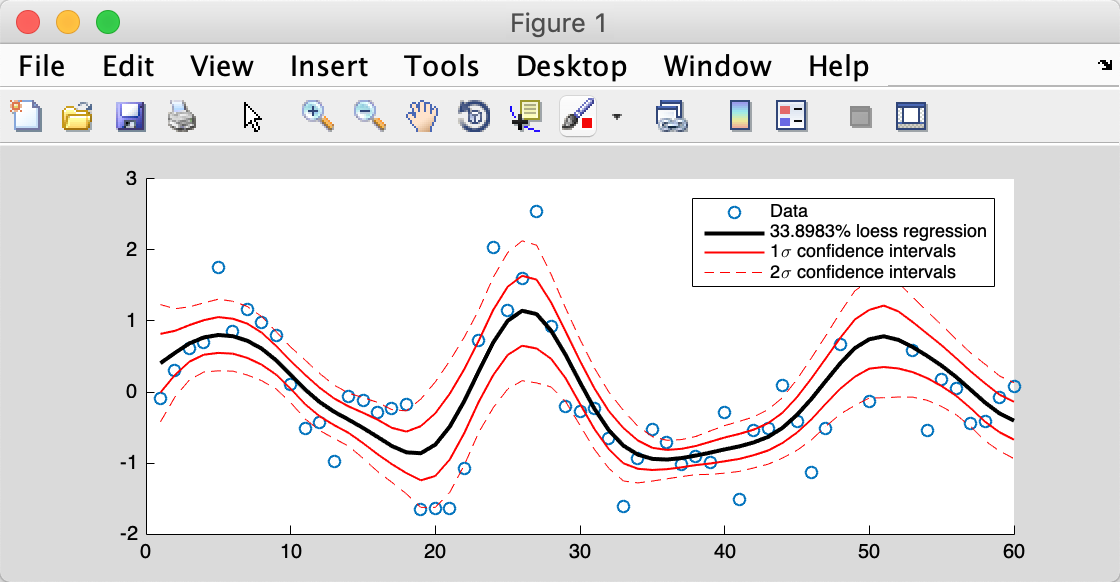 Figure 1
File Edit View Insert Tools Desktop Window Help
3
2
1
0
-1
-2
0 10 20 30 40 50 60
Data
33.8983% loess regression
1σ confidence intervals
2σ confidence intervals